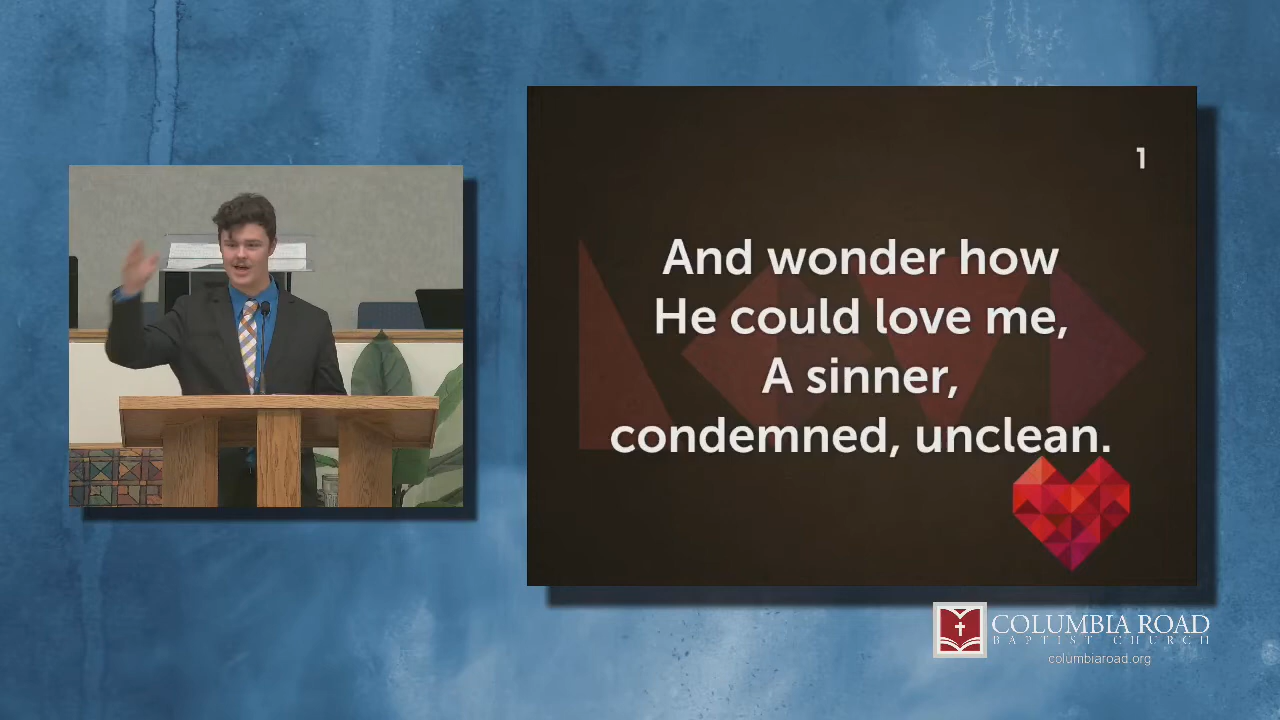 1
And wonder how
He could love me,
A sinner,
condemned, unclean.
COLUMBIA ROAD
BAPTIST CHURCH
columbiaroad.org